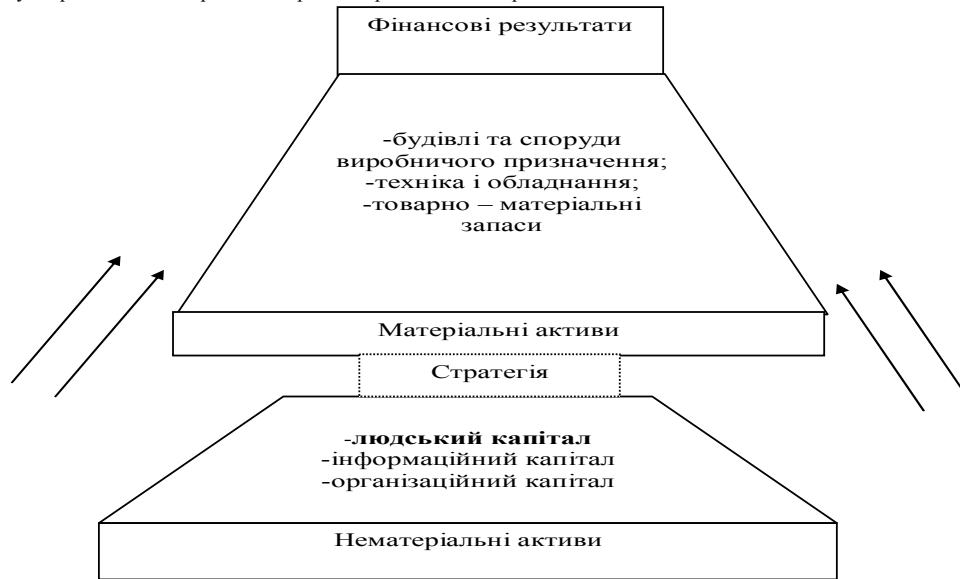 Фінансові результати
-будівлі та споруди
виробничого призначення;
-техніка і обладнання;
-товарно – матеріальні
запаси
Матеріальні активи
Стратегія
-людський капітал
-інформаційний капітал
-організаційний капітал
Нематеріальні активи